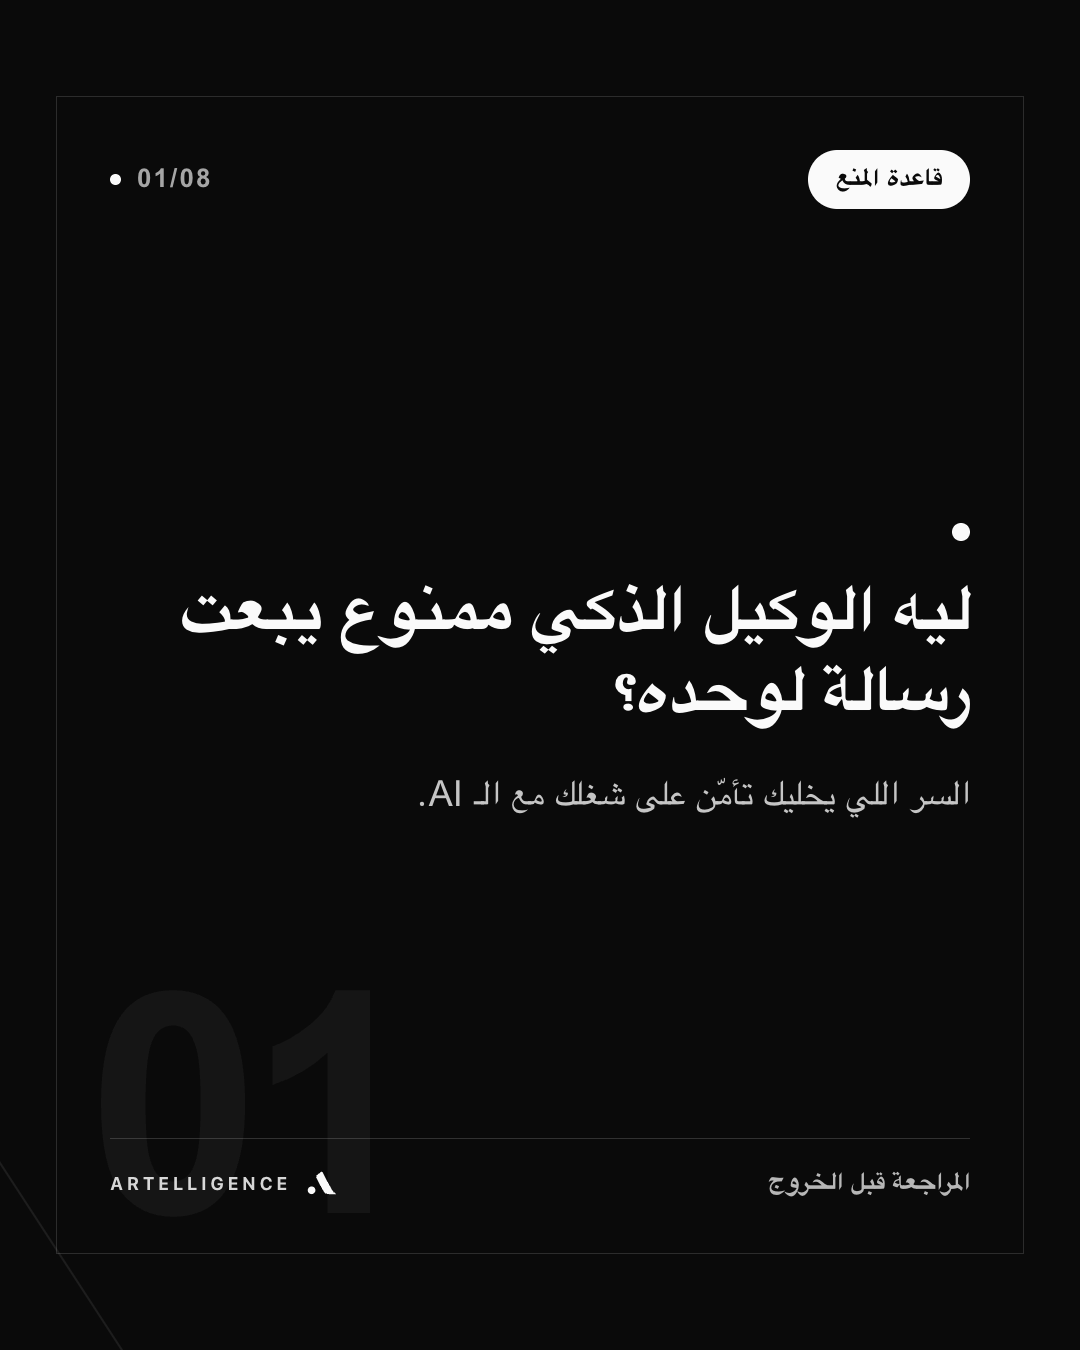 قاعدة المنع
01/08
ليه الوكيل الذكي ممنوع يبعت
رسالة لوحده؟
السر اللي يخليك تأمّن على شغلك مع الـ AI.
01
المراجعة قبل الخروج
ARTELLIGENCE